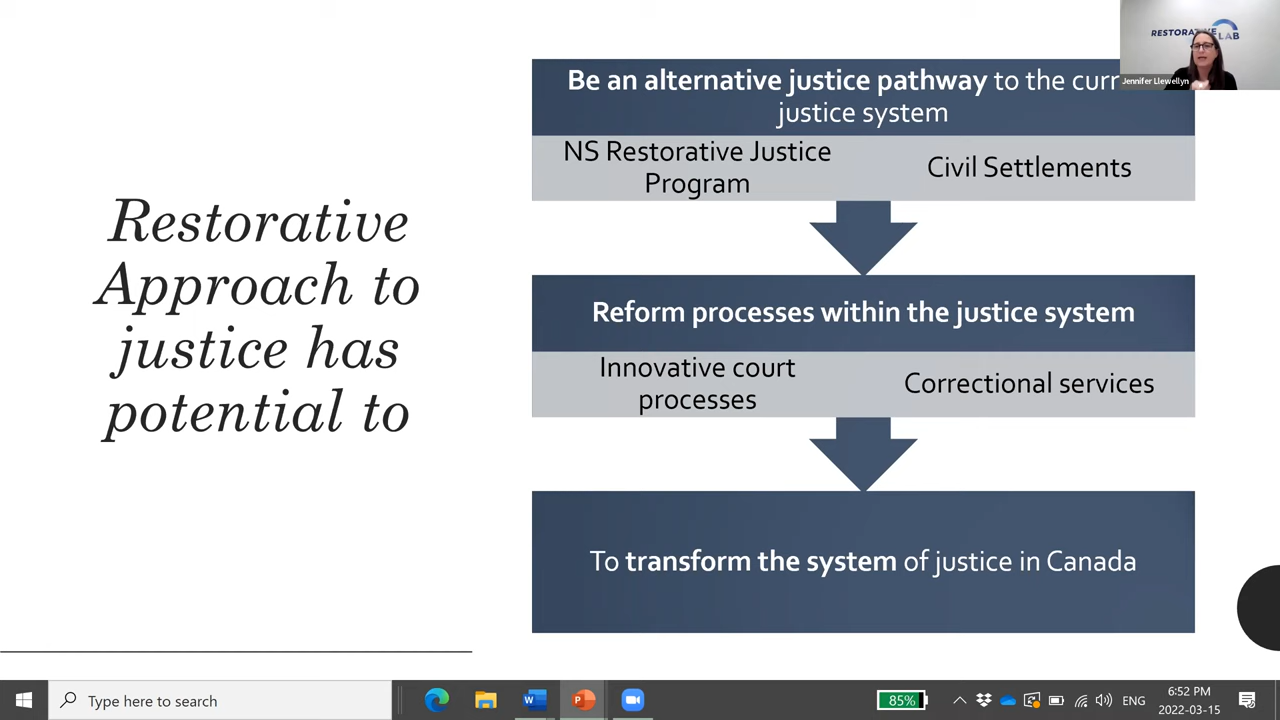 Restorative
Approach to
justice has
potential to
Be an alternative justice pathway to the curr
justice system
NS Restorative Justice
Program
Civil Settlements
Reform processes within the justice system
Innovative court
processes
Correctional services
To transform the system of justice in Canada
RESTORATIVE
LAB
Jennifer Llewellyn
Type here to search
85%
ENG
6:52 PM
2022-03-15